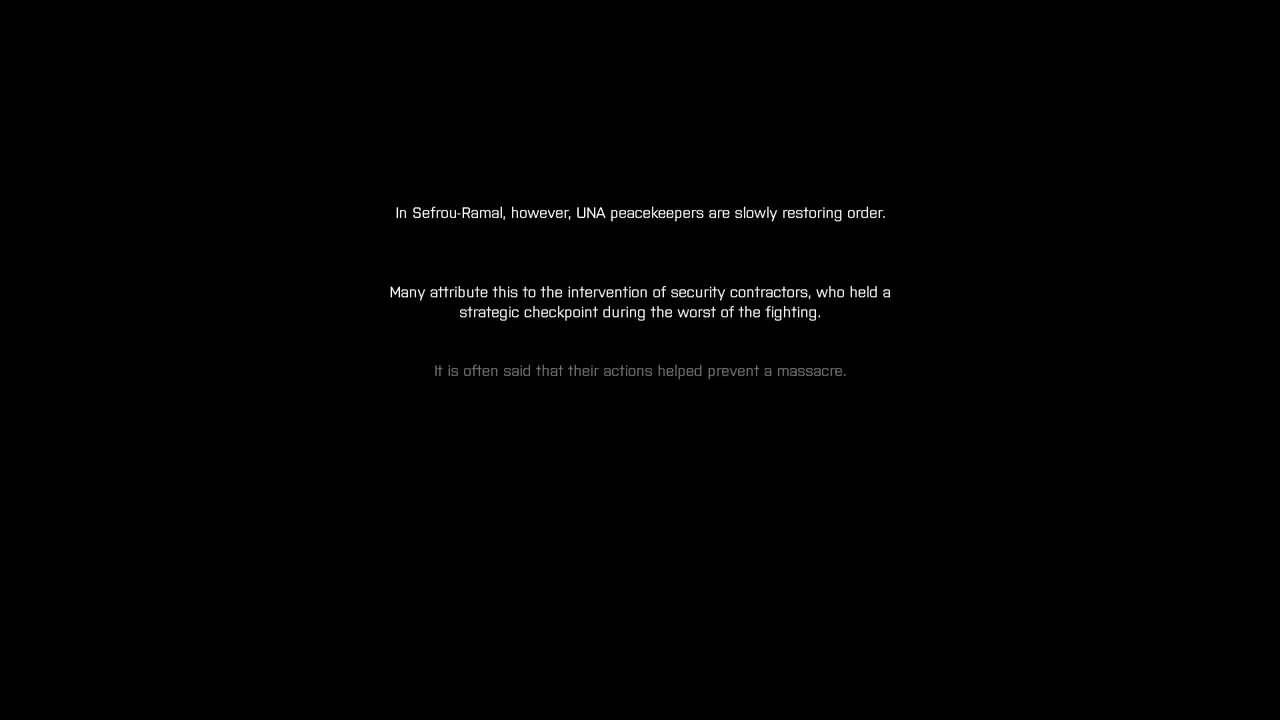 In Sefrou-Ramal, however, UNA peacekeepers are slowly restoring order.
Many attribute this to the intervention of security contractors, who held a
strategic checkpoint during the worst of the fighting.
It is often said that their actions helped prevent a massacre.